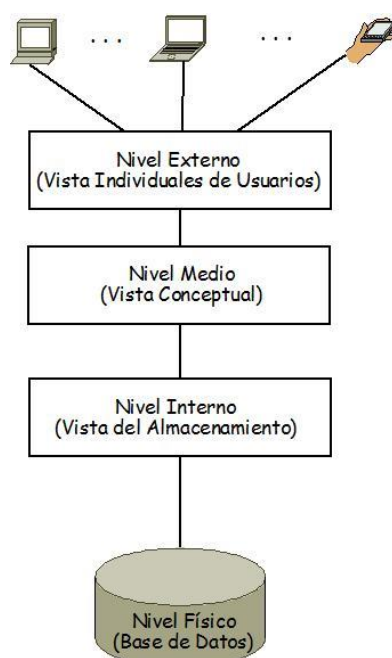 Nivel Externo
(Vista Individuales de Usuarios)
Nivel Medio
(Vista Conceptual)
Nivel Interno
(Vista del Almacenamiento)
Nivel Físico
(Base de Datos)